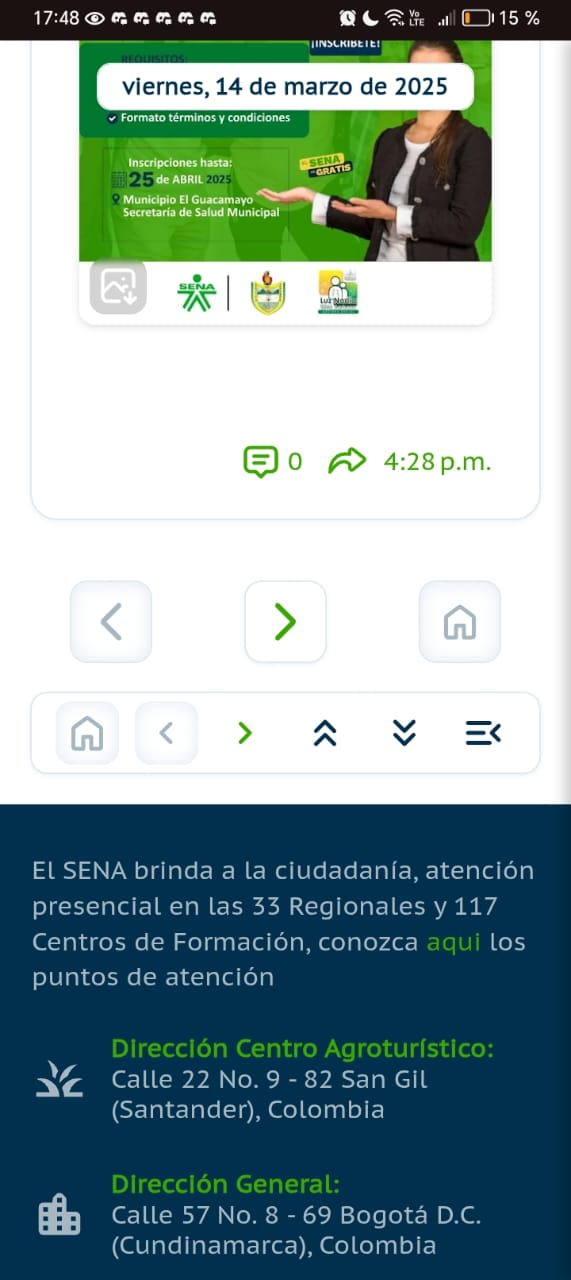 17:48
Vo
LTE
15 %
¡INSCRÍBETE!
REQUISITOS:
viernes, 14 de marzo de 2025
Formato términos y condiciones
Inscripciones hasta:
25 de ABRIL 2025
Municipio El Guacamayo
Secretaría de Salud Municipal
EL SENA
ES GRATIS
SENA
0
4:28 p.m.
El SENA brinda a la ciudadanía, atención
presencial en las 33 Regionales y 117
Centros de Formación, conozca aqui los
puntos de atención
Dirección Centro Agroturístico:
Calle 22 No. 9 - 82 San Gil
(Santander), Colombia
Dirección General:
Calle 57 No. 8 - 69 Bogotá D.C.
(Cundinamarca), Colombia